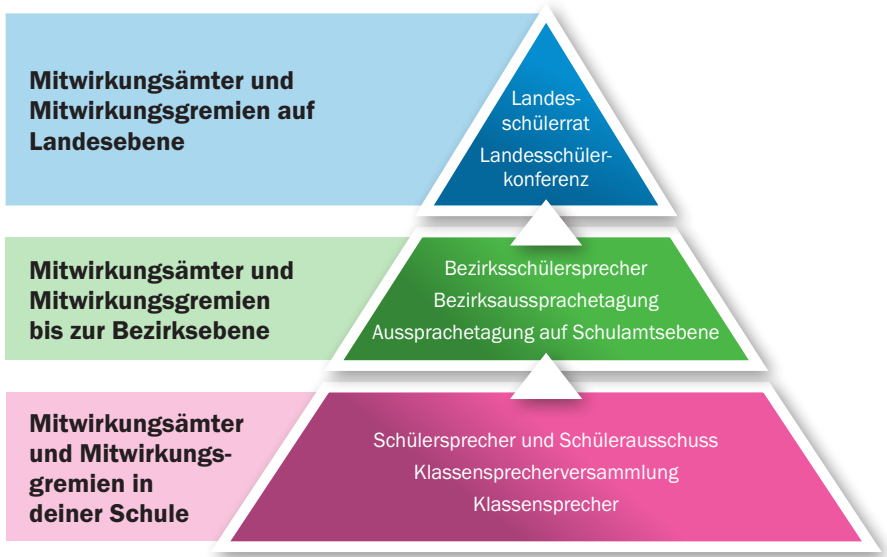 Mitwirkungsämter und
Mitwirkungsgremien auf
Landesebene
Landes-
schülerrat
Landesschüler-
konferenz
Mitwirkungsämter und
Mitwirkungsgremien
bis zur Bezirksebene
Bezirksschülersprecher
Bezirksaussprachetagung
Aussprachetagung auf Schulamtsebene
Mitwirkungsämter
und Mitwirkungs-
gremien in
deiner Schule
Schülersprecher und Schülerausschuss
Klassensprecherversammlung
Klassensprecher